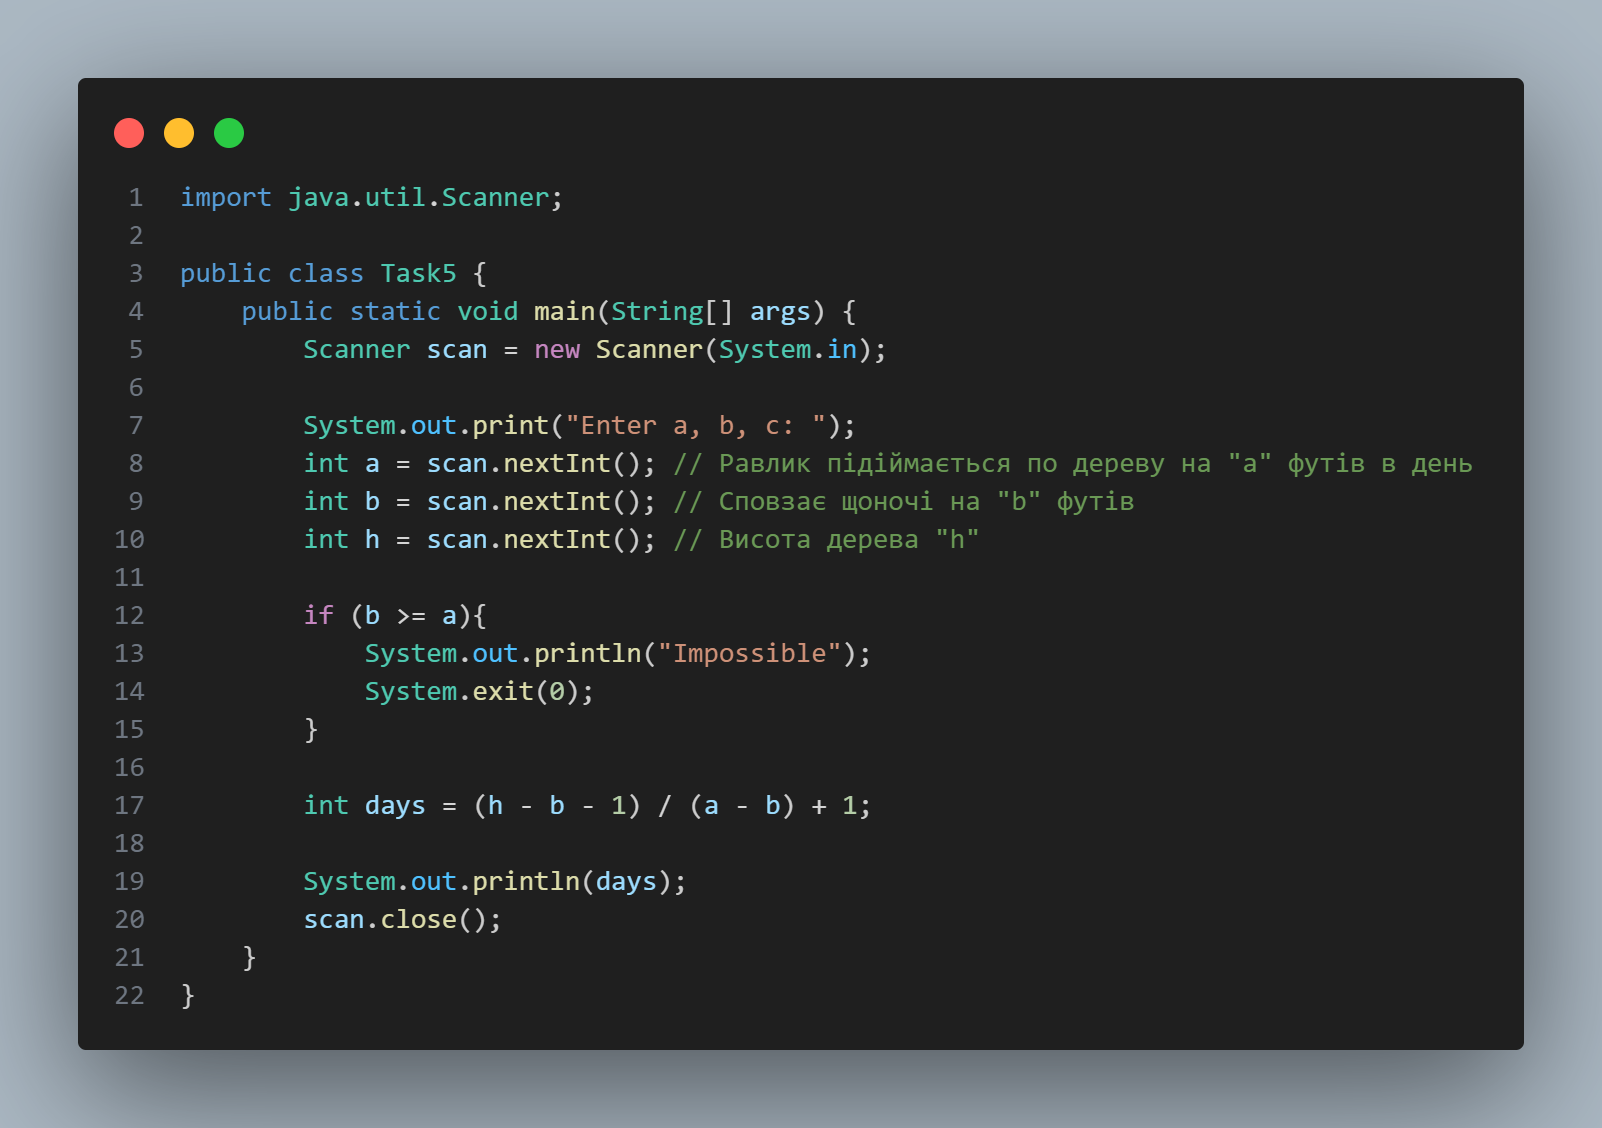 1 import java.util.Scanner;
2
3 public class Task5 {
4     public static void main(String[] args) {
5         Scanner scan = new Scanner(System.in);
6
7         System.out.print("Enter a, b, c: ");
8         int a = scan.nextInt(); // Равлик підіймається по дереву на "a" футів в день
9         int b = scan.nextInt(); // Сповзає щоночі на "b" футів
10         int h = scan.nextInt(); // Висота дерева "h"
11
12         if (b >= a){
13             System.out.println("Impossible");
14             System.exit(0);
15         }
16
17         int days = (h - b - 1) / (a - b) + 1;
18
19         System.out.println(days);
20         scan.close();
21     }
22 }